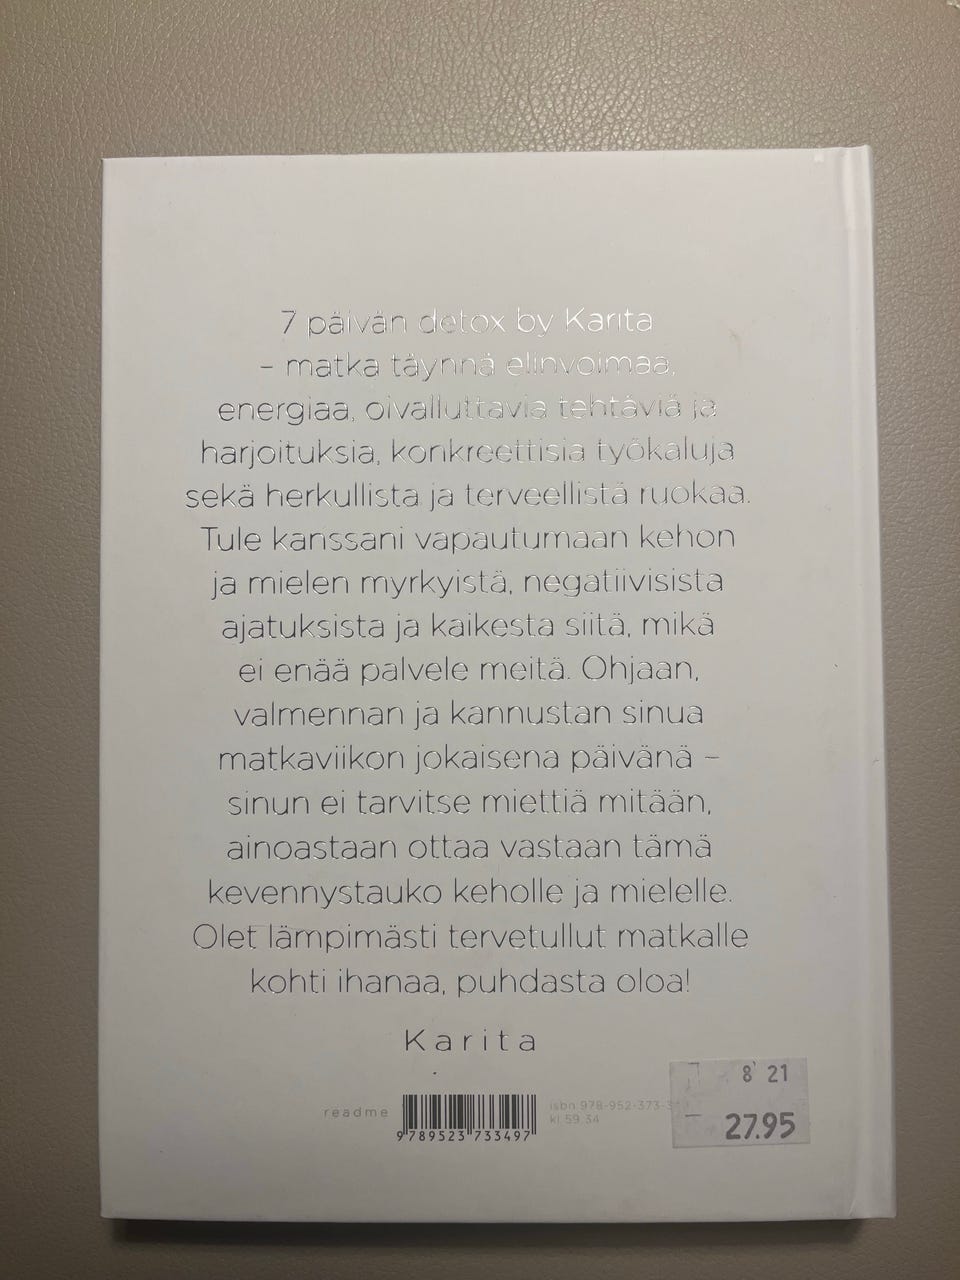 7 päivän detox by Karita
– matka täynnä elinvoimaa,
energiaa, oivalluttavia tehtäviä ja
harjoituksia, konkreettisia työkaluja
sekä herkullista ja terveellistä ruokaa.
Tule kanssani vapautumaan kehon
ja mielen myrkyistä, negatiivisista
ajatuksista ja kaikesta siitä, mikä
ei enää palvele meitä. Ohjaan,
valmennan ja kannustan sinua
matkaviikon jokaisena päivänä –
sinun ei tarvitse miettiä mitään,
ainoastaan ottaa vastaan tämä
kevennystauko keholle ja mielelle.
Olet lämpimästi tervetullut matkalle
kohti ihanaa, puhdasta oloa!
Karita
readme
9 789523 733497
isbn 978-952-373-
kl 59.34
8' 21
27.95